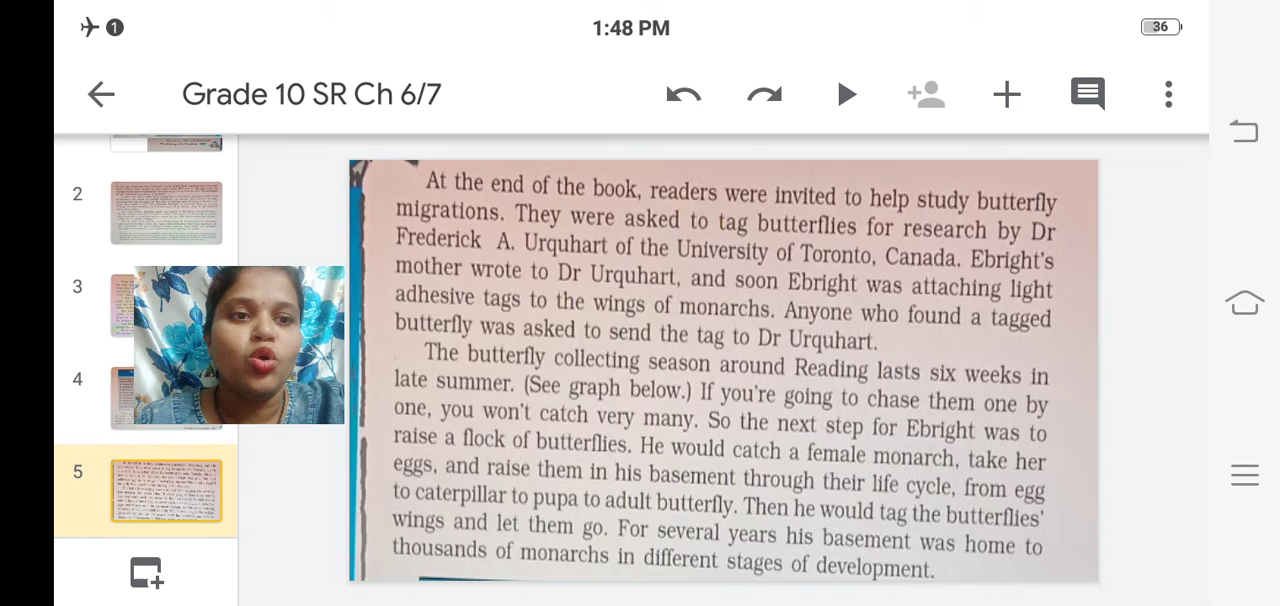 1
1:48 PM
36
Grade 10 SR Ch 6/7
2
3
4
5
At the end of the book, readers were invited to help study butterfly
migrations. They were asked to tag butterflies for research by Dr
Frederick A. Urquhart of the University of Toronto, Canada. Ebright's
mother wrote to Dr Urquhart, and soon Ebright was attaching light
adhesive tags to the wings of monarchs. Anyone who found a tagged
butterfly was asked to send the tag to Dr Urquhart.
The butterfly collecting season around Reading lasts six weeks in
late summer. (See graph below.) If you're going to chase them one by
one, you won't catch very many. So the next step for Ebright was to
raise a flock of butterflies. He would catch a female monarch, take her
eggs, and raise them in his basement through their life cycle, from egg
to caterpillar to pupa to adult butterfly. Then he would tag the butterflies'
wings and let them go. For several years his basement was home to
thousands of monarchs in different stages of development.